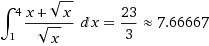 ∫₁⁴ (x + √x)/√x dx = 23/3 ≈ 7.66667